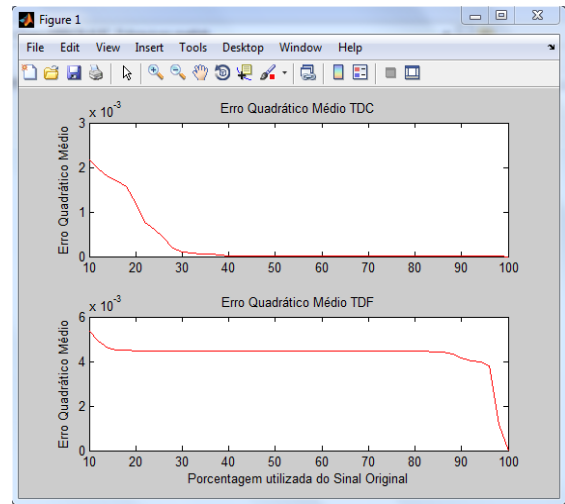 Figure 1
File Edit View Insert Tools Desktop Window Help
x 10⁻³
Erro Quadrático Médio TDC
Erro Quadrático Médio
3
2
1
0
10 20 30 40 50 60 70 80 90 100
x 10⁻³
Erro Quadrático Médio TDF
Erro Quadrático Médio
6
4
2
0
10 20 30 40 50 60 70 80 90 100
Porcentagem utilizada do Sinal Original